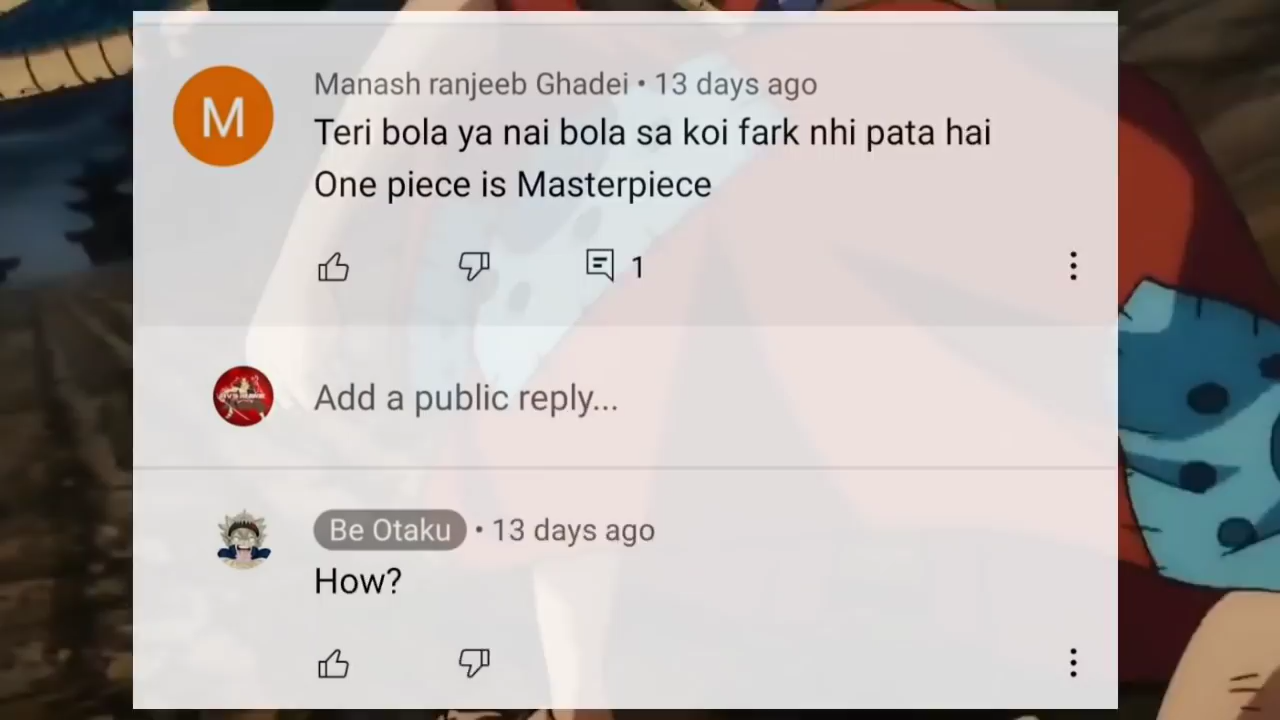 M
Manash ranjeeb Ghadei • 13 days ago
Teri bola ya nai bola sa koi fark nhi pata hai
One piece is Masterpiece
1
Add a public reply...
Be Otaku • 13 days ago
How?